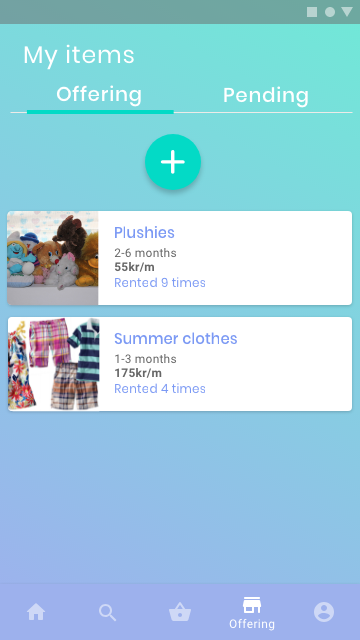 My items
Offering
Pending
Plushies
2-6 months
55kr/m
Rented 9 times
Summer clothes
1-3 months
175kr/m
Rented 4 times
Offering